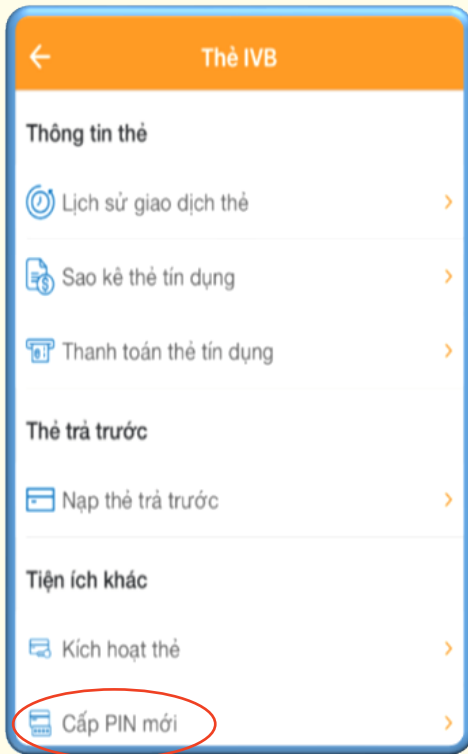 Thẻ IVB
Thông tin thẻ
Lịch sử giao dịch thẻ
Sao kê thẻ tín dụng
Thanh toán thẻ tín dụng
Thẻ trả trước
Nạp thẻ trả trước
Tiện ích khác
Kích hoạt thẻ
Cấp PIN mới